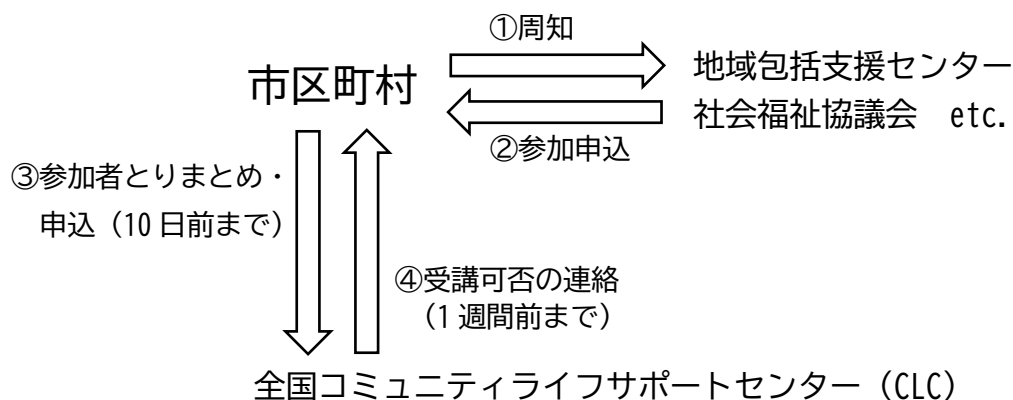 ①周知
市区町村
地域包括支援センター
社会福祉協議会　etc.
②参加申込
③参加者とりまとめ・
申込（10日前まで）
④受講可否の連絡
（1週間前まで）
全国コミュニティライフサポートセンター（CLC）